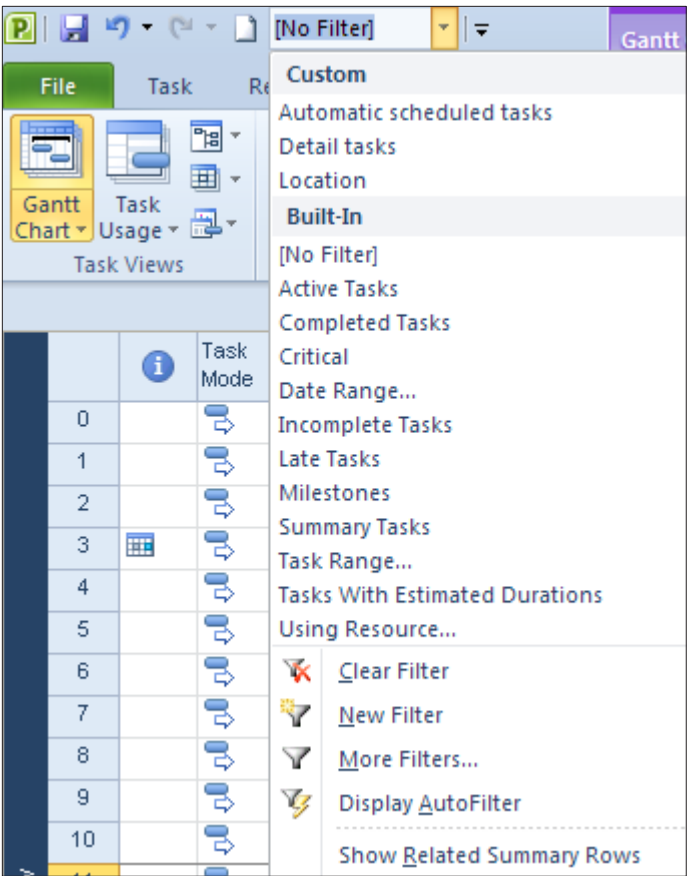 [No Filter]
Gantt
File Task
Custom
Automatic scheduled tasks
Detail tasks
Location
Built-In
[No Filter]
Active Tasks
Completed Tasks
Critical
Date Range...
Incomplete Tasks
Late Tasks
Milestones
Summary Tasks
Task Range...
Tasks With Estimated Durations
Using Resource...
Clear Filter
New Filter
More Filters...
Display AutoFilter
Show Related Summary Rows
Gantt
Chart
Task
Usage
Task Views
Task
Mode
0
1
2
3
4
5
6
7
8
9
10